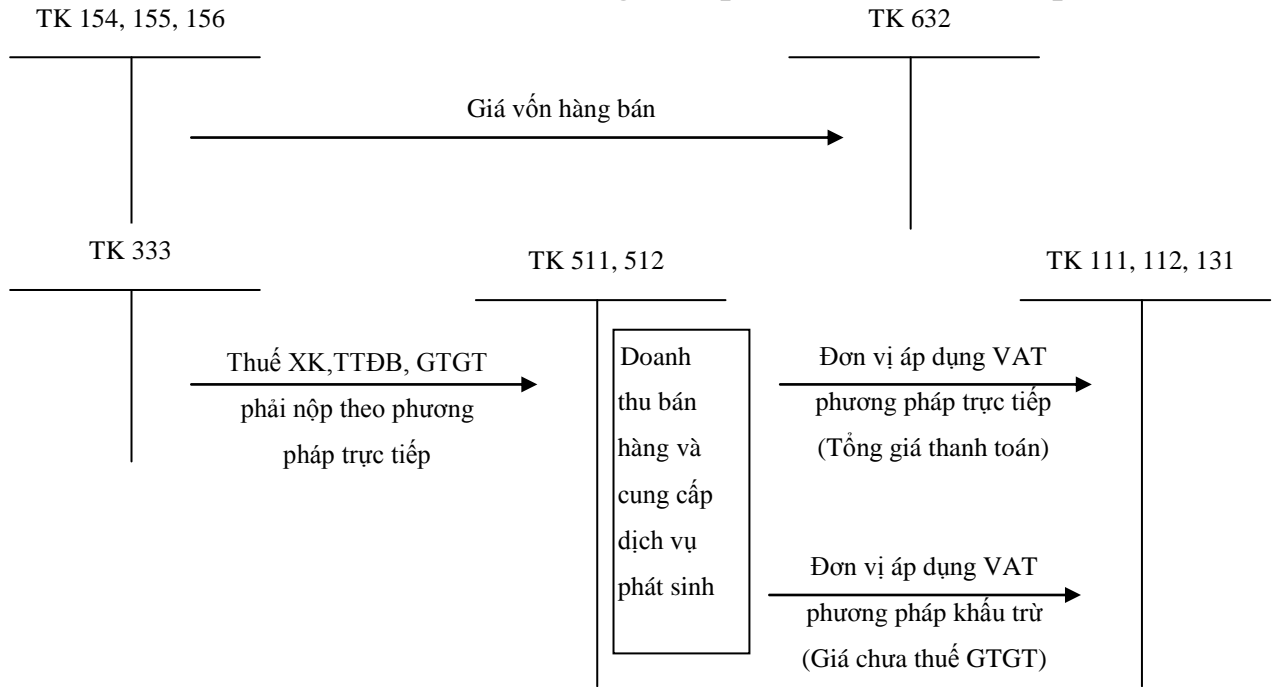 TK 154, 155, 156
TK 632
Giá vốn hàng bán
TK 333
TK 511, 512
TK 111, 112, 131
Thuế XK,TTĐB, GTGT
phải nộp theo phương
pháp trực tiếp
Doanh
thu bán
hàng và
cung cấp
dịch vụ
phát sinh
Đơn vị áp dụng VAT
phương pháp trực tiếp
(Tổng giá thanh toán)
Đơn vị áp dụng VAT
phương pháp khấu trừ
(Giá chưa thuế GTGT)